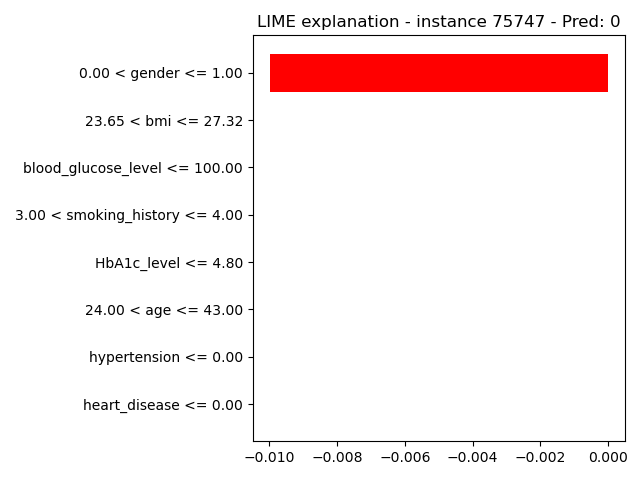 LIME explanation - instance 75747 - Pred: 0
0.00 < gender <= 1.00
23.65 < bmi <= 27.32
blood_glucose_level <= 100.00
3.00 < smoking_history <= 4.00
HbA1c_level <= 4.80
24.00 < age <= 43.00
hypertension <= 0.00
heart_disease <= 0.00
−0.010 −0.008 −0.006 −0.004 −0.002 0.000